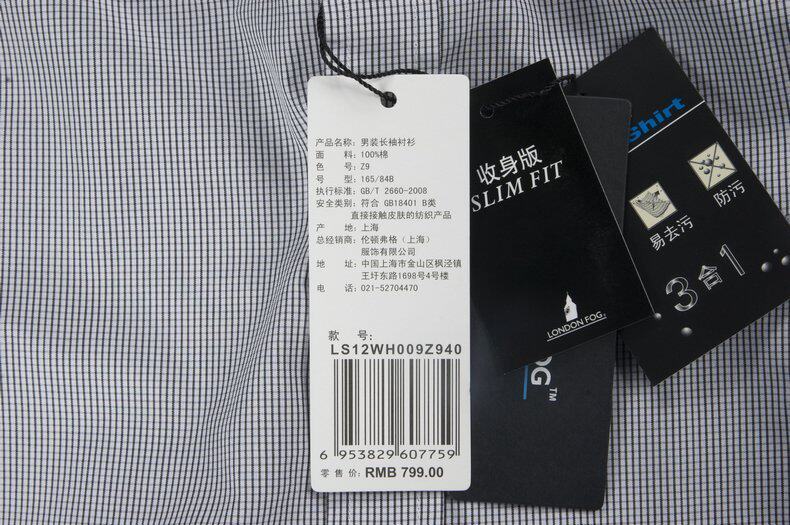 产品名称: 男装长袖衬衫
面 料: 100%棉
色 号: Z9
号 型: 165/84B
执行标准: GB/T 2660-2008
安全类别: 符合 GB18401 B类
直接接触皮肤的纺织产品
产 地: 上海
总经销商: 伦顿弗格（上海）
服饰有限公司
地 址: 中国上海市金山区枫泾镇
王圩东路1698号4号楼
电 话: 021-52704470
款 号:
LS12WH009Z940
6 953829 607759
零售价: RMB 799.00
收身版
SLIM FIT
LONDON FOG
OG™
Shirt
易去污
防污
3合1